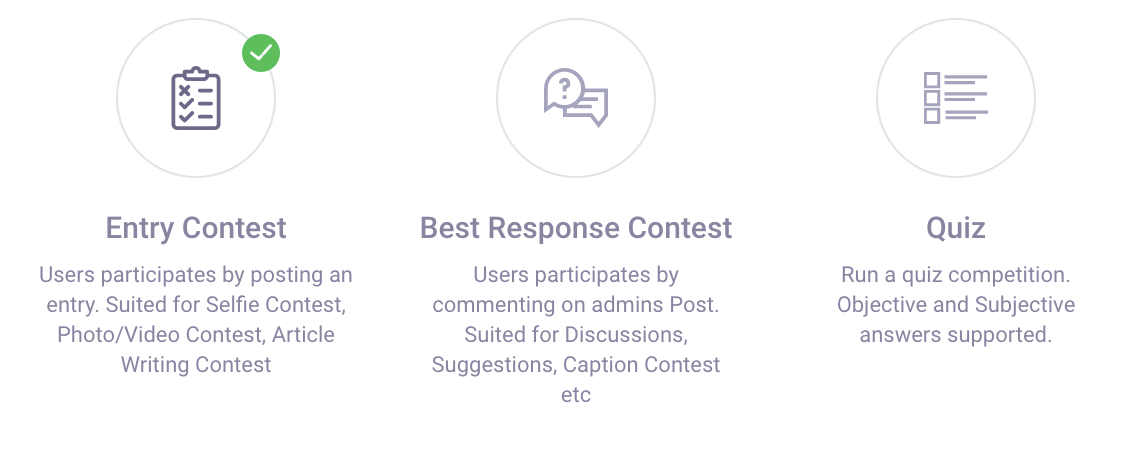 Entry Contest
Users participates by posting an
entry. Suited for Selfie Contest,
Photo/Video Contest, Article
Writing Contest
Best Response Contest
Users participates by
commenting on admins Post.
Suited for Discussions,
Suggestions, Caption Contest
etc
Quiz
Run a quiz competition.
Objective and Subjective
answers supported.